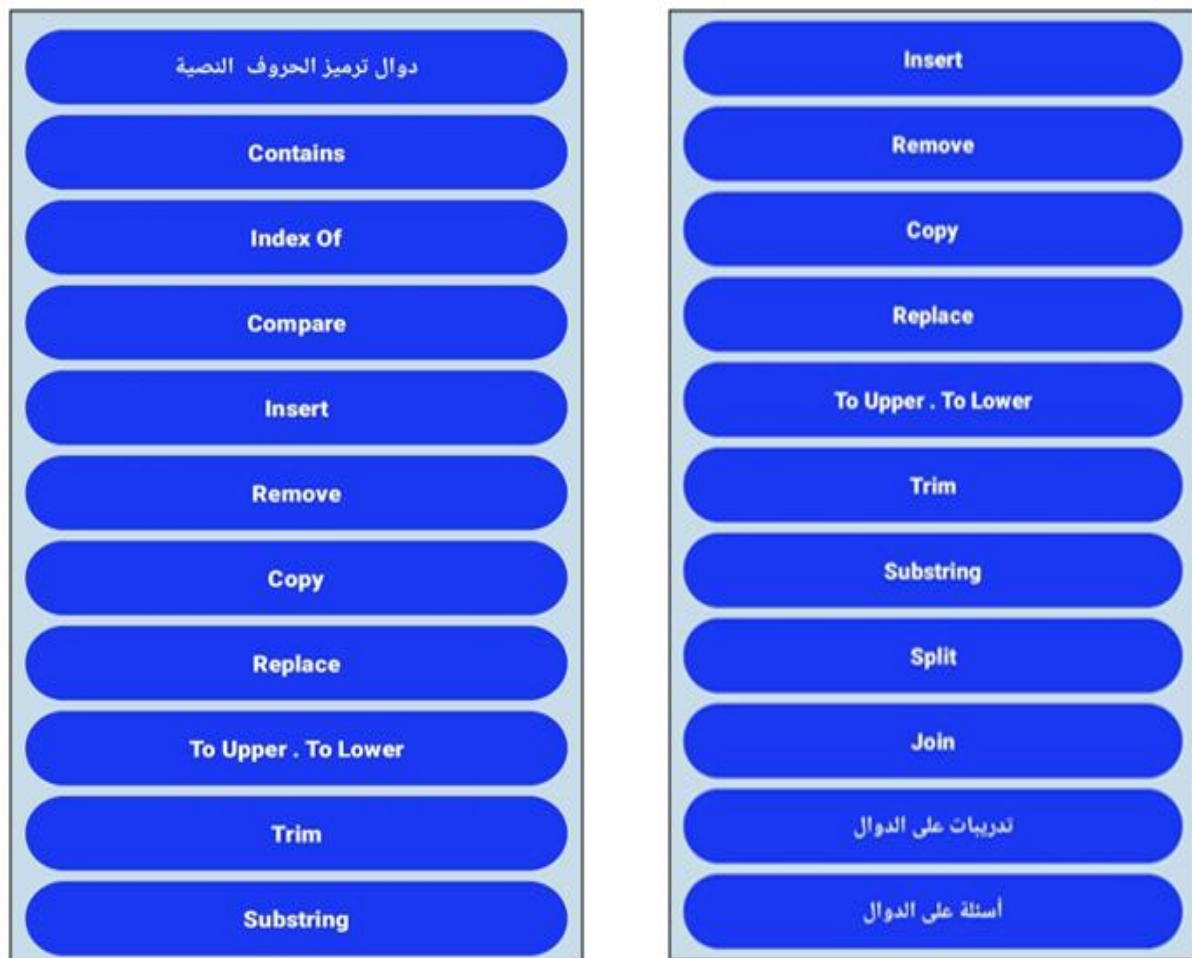 دوال ترميز الحروف النصية
Contains
Index Of
Compare
Insert
Remove
Copy
Replace
To Upper . To Lower
Trim
Substring
Insert
Remove
Copy
Replace
To Upper . To Lower
Trim
Substring
Split
Join
تدريبات على الدوال
أسئلة على الدوال